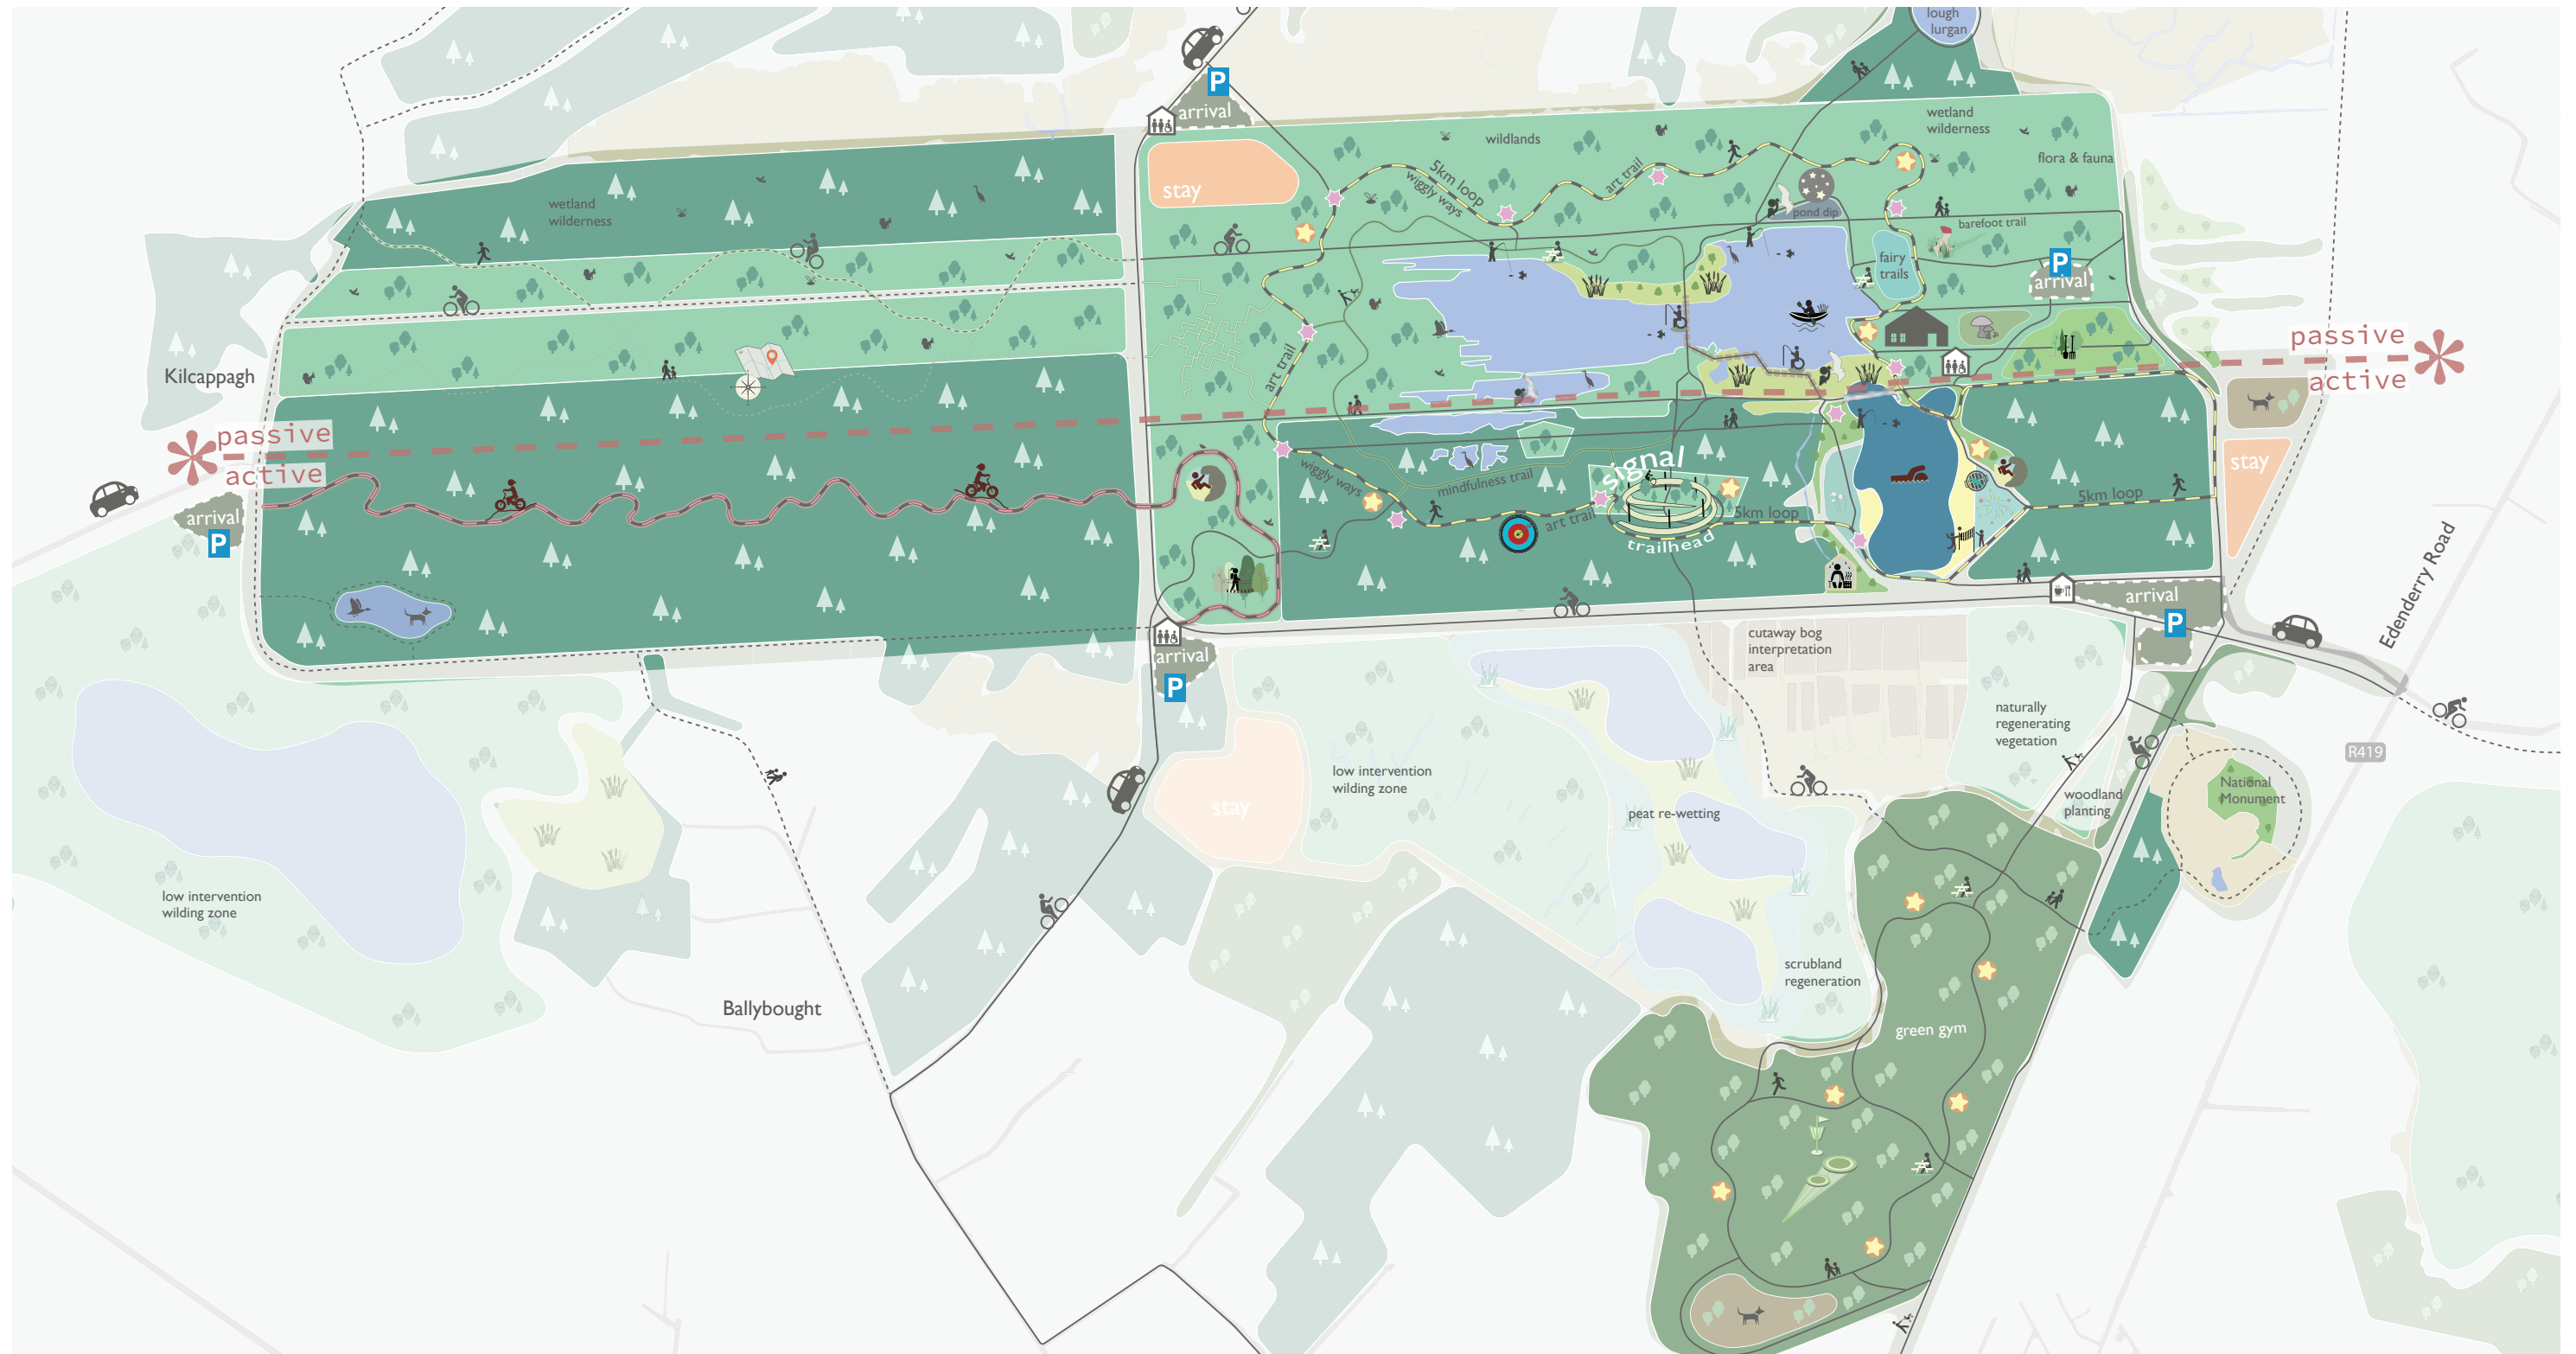 lough
lurgan
P
arrival
wetland
wilderness
wildlands
flora & fauna
stay
5km loop
wiggly ways
art trail
wetland
wilderness
pond dip
barefoot trail
fairy
trails
P
arrival
passive
active
Kilcappagh
art trail
passive
active
arrival
P
stay
signal
wiggly ways
mindfulness trail
art trail
5km loop
trailhead
5km loop
arrival
P
Edenderry Road
arrival
P
cutaway bog
interpretation
area
naturally
regenerating
vegetation
R419
low intervention
wilding zone
stay
peat re-wetting
woodland
planting
National
Monument
low intervention
wilding zone
scrubland
regeneration
Ballybought
green gym